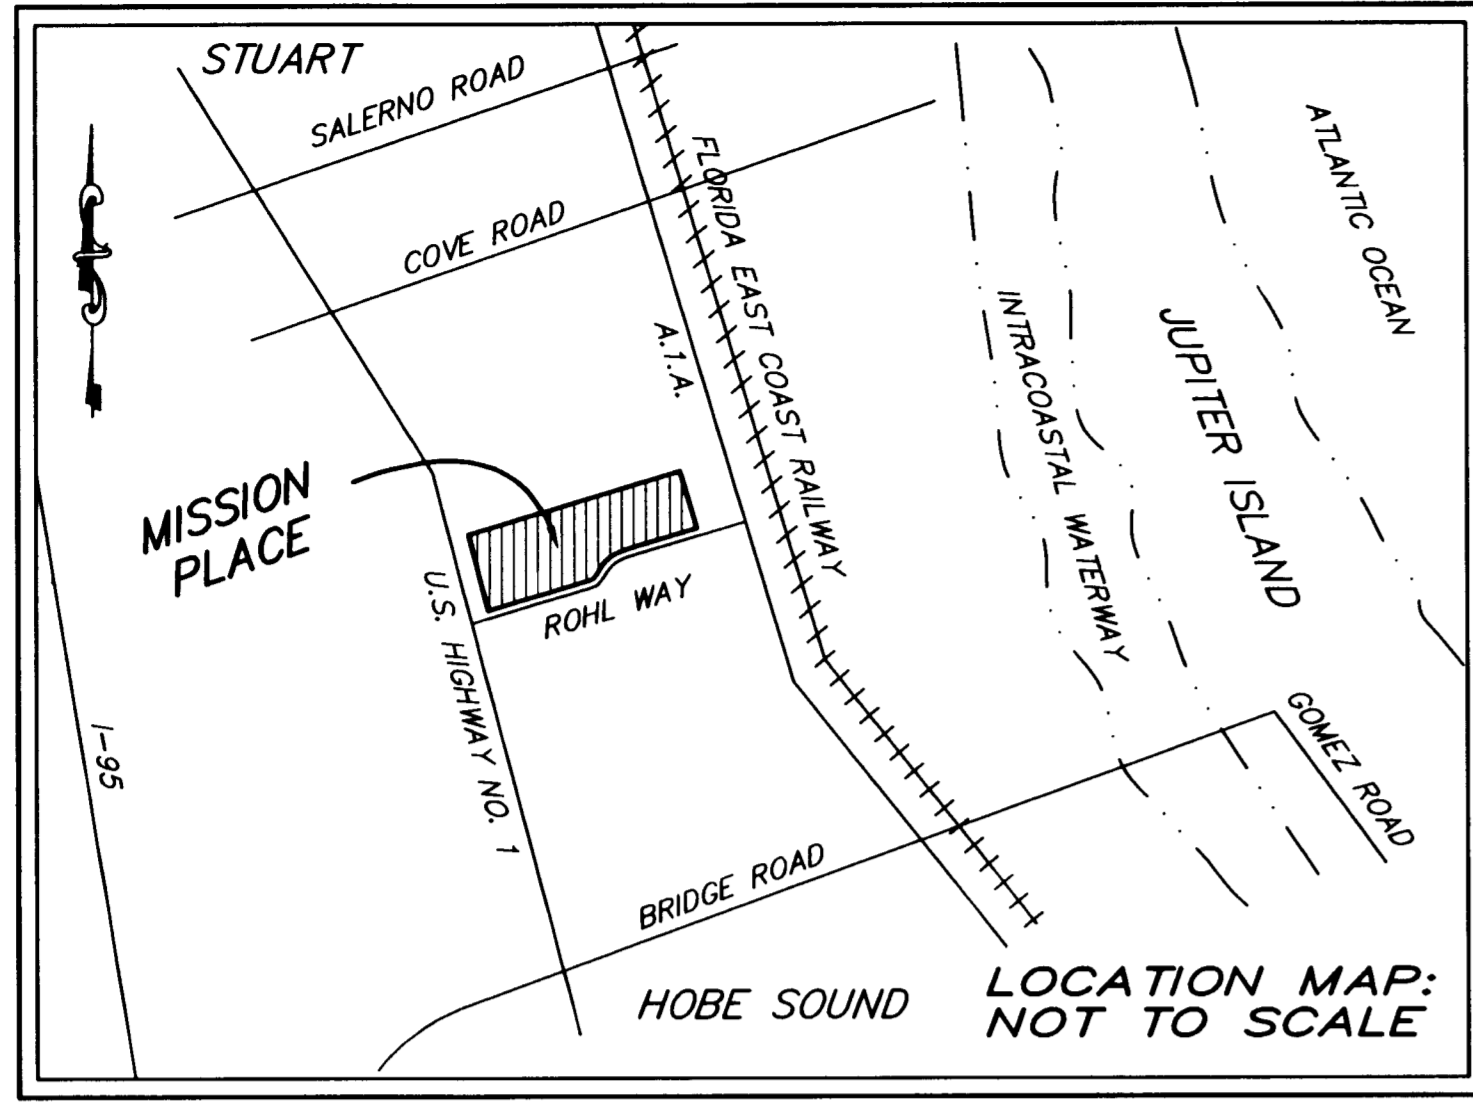 STUART
SALERNO ROAD
COVE ROAD
FLORIDA EAST COAST RAILWAY
A.1.A.
ATLANTIC OCEAN
INTRACOASTAL WATERWAY
JUPITER ISLAND
MISSION
PLACE
U.S. HIGHWAY NO. 1
ROHL WAY
I-95
GOMEZ ROAD
BRIDGE ROAD
HOBE SOUND
LOCATION MAP:
NOT TO SCALE